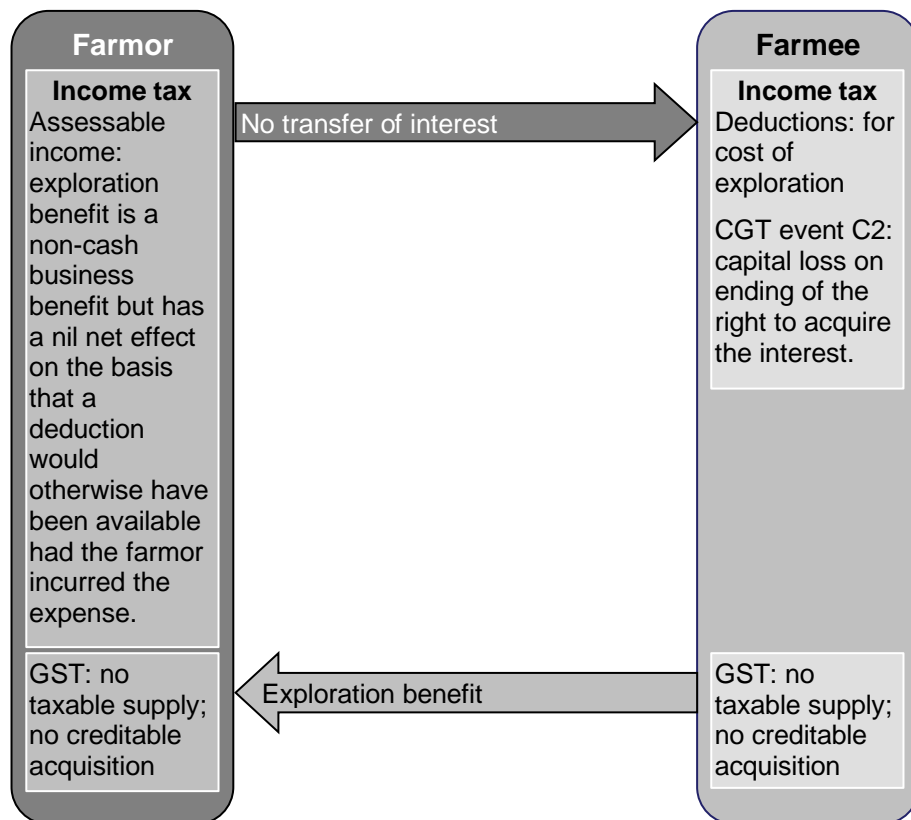 Farmor
Income tax
Assessable
income:
exploration
benefit is a
non-cash
business
benefit but has
a nil net effect
on the basis
that a
deduction
would
otherwise have
been available
had the farmor
incurred the
expense.
GST: no
taxable supply;
no creditable
acquisition
No transfer of interest
Exploration benefit
Farmee
Income tax
Deductions: for
cost of
exploration
CGT event C2:
capital loss on
ending of the
right to acquire
the interest.
GST: no
taxable supply;
no creditable
acquisition